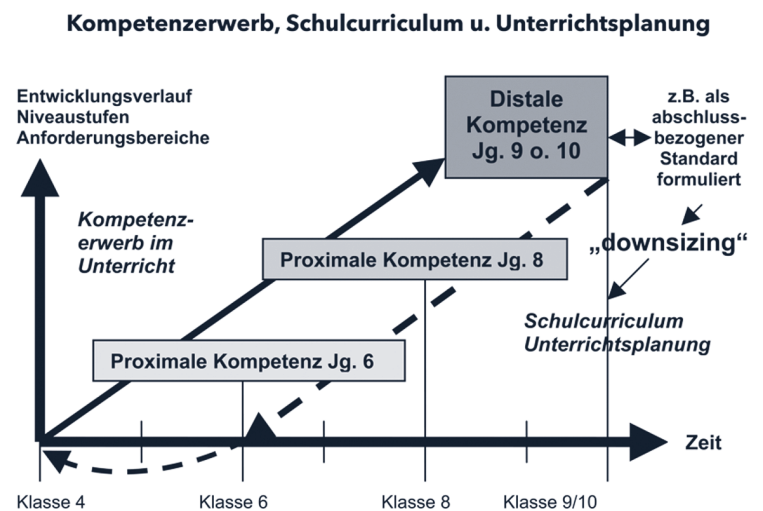 Kompetenzerwerb, Schulcurriculum u. Unterrichtsplanung
Entwicklungsverlauf
Niveaustufen
Anforderungsbereiche
Distale
Kompetenz
Jg. 9 o. 10
z.B. als
abschluss-
bezogener
Standard
formuliert
Kompetenz-
erwerb im
Unterricht
„downsizing“
Proximale Kompetenz Jg. 8
Schulcurriculum
Unterrichtsplanung
Proximale Kompetenz Jg. 6
Zeit
Klasse 4
Klasse 6
Klasse 8
Klasse 9/10